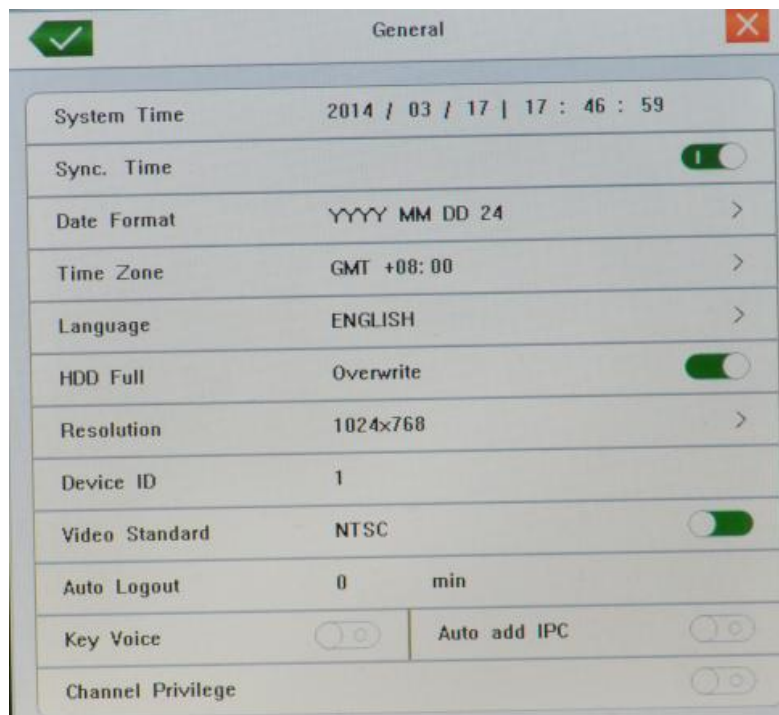 General
System Time 2014 / 03 / 17 | 17 : 46 : 59
Sync. Time
Date Format YYYY MM DD 24
Time Zone GMT +08:00
Language ENGLISH
HDD Full Overwrite
Resolution 1024x768
Device ID 1
Video Standard NTSC
Auto Logout 0 min
Key Voice Auto add IPC
Channel Privilege